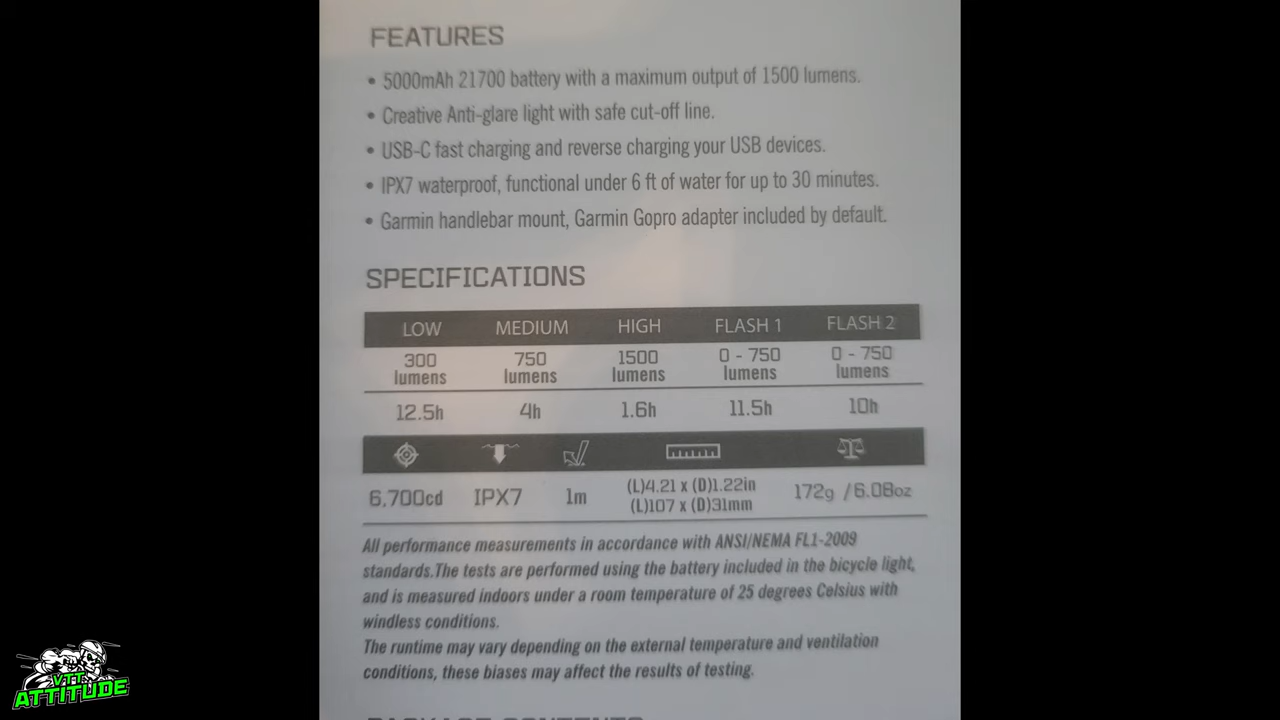 FEATURES
• 5000mAh 21700 battery with a maximum output of 1500 lumens.
• Creative Anti-glare light with safe cut-off line.
• USB-C fast charging and reverse charging your USB devices.
• IPX7 waterproof, functional under 6 ft of water for up to 30 minutes.
• Garmin handlebar mount, Garmin Gopro adapter included by default.
SPECIFICATIONS
LOW MEDIUM HIGH FLASH 1 FLASH 2
300 lumens 750 lumens 1500 lumens 0 - 750 lumens 0 - 750 lumens
12.5h 4h 1.6h 11.5h 10h
6,700cd IPX7 1m (L)4.21 x (D)1.22in (L)107 x (D)31mm 172g /6.08oz
All performance measurements in accordance with ANSI/NEMA FL1-2009
standards.The tests are performed using the battery included in the bicycle light,
and is measured indoors under a room temperature of 25 degrees Celsius with
windless conditions.
The runtime may vary depending on the external temperature and ventilation
conditions, these biases may affect the results of testing.
PACKAGE CONTENTS
VTT
ATTITUDE